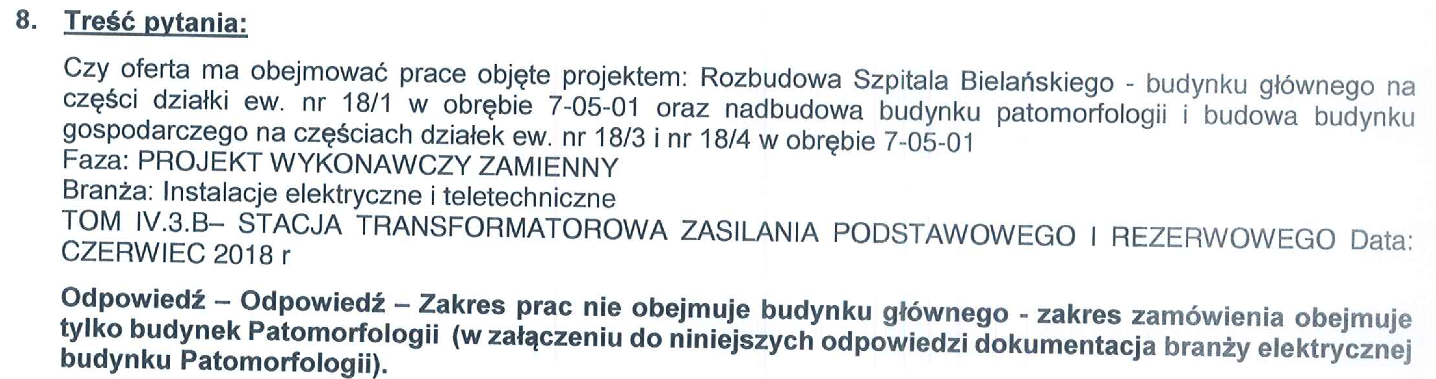 8. Treść pytania:
Czy oferta ma obejmować prace objęte projektem: Rozbudowa Szpitala Bielańskiego - budynku głównego na
części działki ew. nr 18/1 w obrębie 7-05-01 oraz nadbudowa budynku patomorfologii i budowa budynku
gospodarczego na częściach działek ew. nr 18/3 i nr 18/4 w obrębie 7-05-01
Faza: PROJEKT WYKONAWCZY ZAMIENNY
Branża: Instalacje elektryczne i teletechniczne
TOM IV.3.B– STACJA TRANSFORMATOROWA ZASILANIA PODSTAWOWEGO I REZERWOWEGO Data:
CZERWIEC 2018 r
Odpowiedź – Odpowiedź – Zakres prac nie obejmuje budynku głównego - zakres zamówienia obejmuje
tylko budynek Patomorfologii (w załączeniu do niniejszych odpowiedzi dokumentacja branży elektrycznej
budynku Patomorfologii).